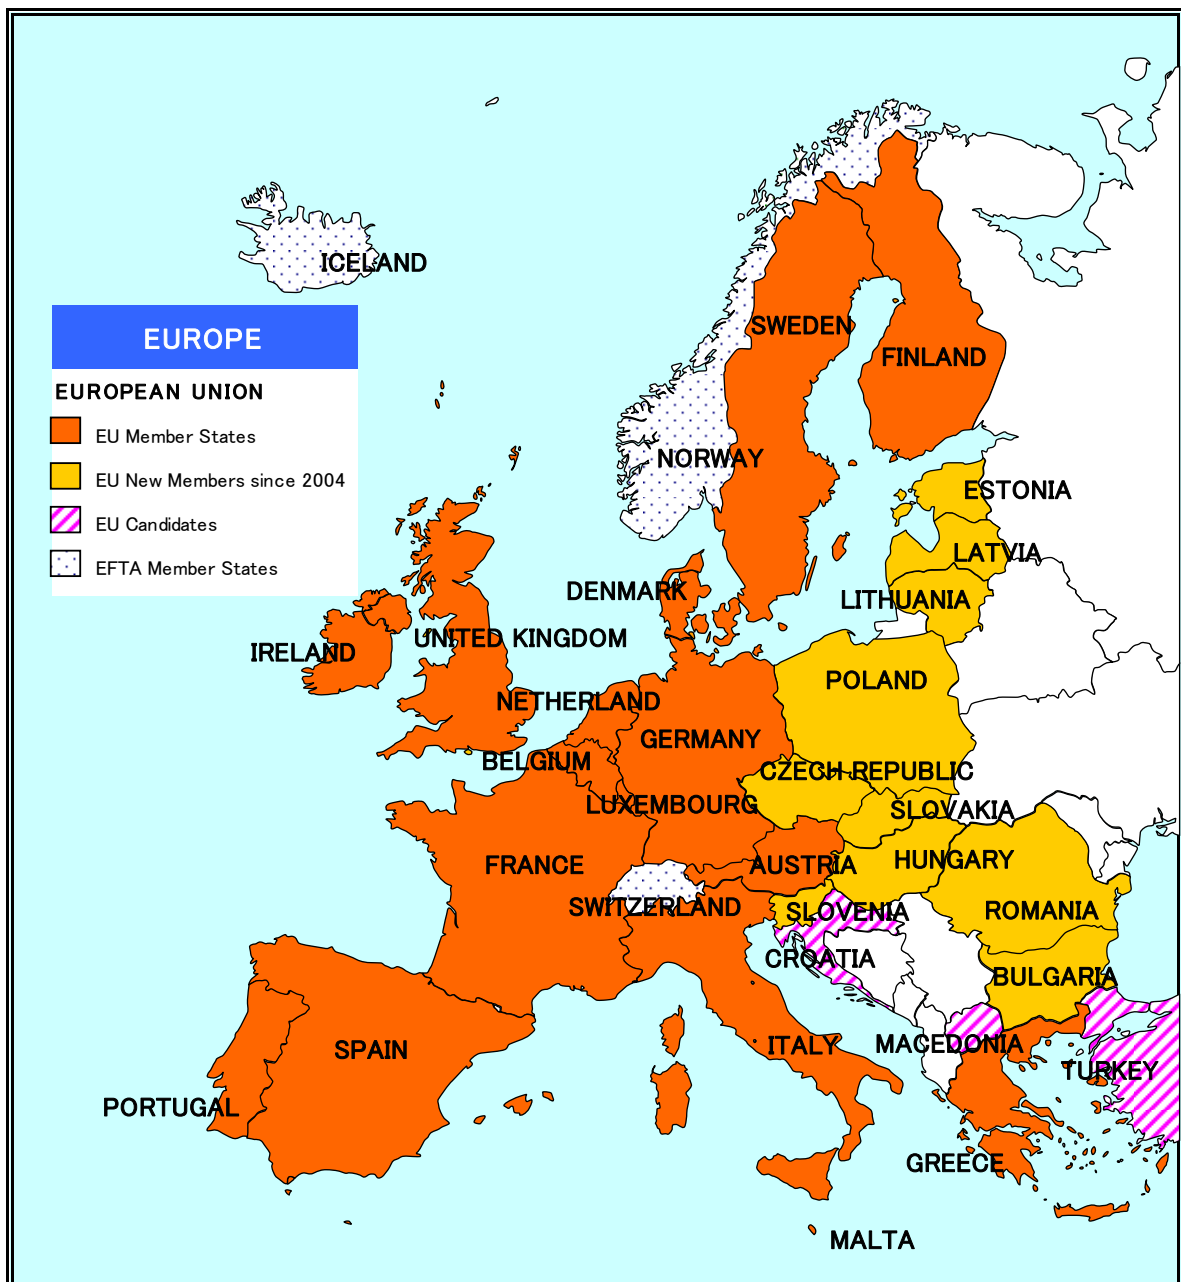 ICELAND
EUROPE
EUROPEAN UNION
EU Member States
EU New Members since 2004
EU Candidates
EFTA Member States
SWEDEN
FINLAND
NORWAY
ESTONIA
LATVIA
DENMARK
LITHUANIA
UNITED KINGDOM
IRELAND
POLAND
NETHERLAND
GERMANY
BELGIUM
CZECH REPUBLIC
LUXEMBOURG
SLOVAKIA
FRANCE
AUSTRIA
HUNGARY
SWITZERLAND
SLOVENIA
ROMANIA
CROATIA
BULGARIA
SPAIN
ITALY
MACEDONIA
TURKEY
PORTUGAL
GREECE
MALTA